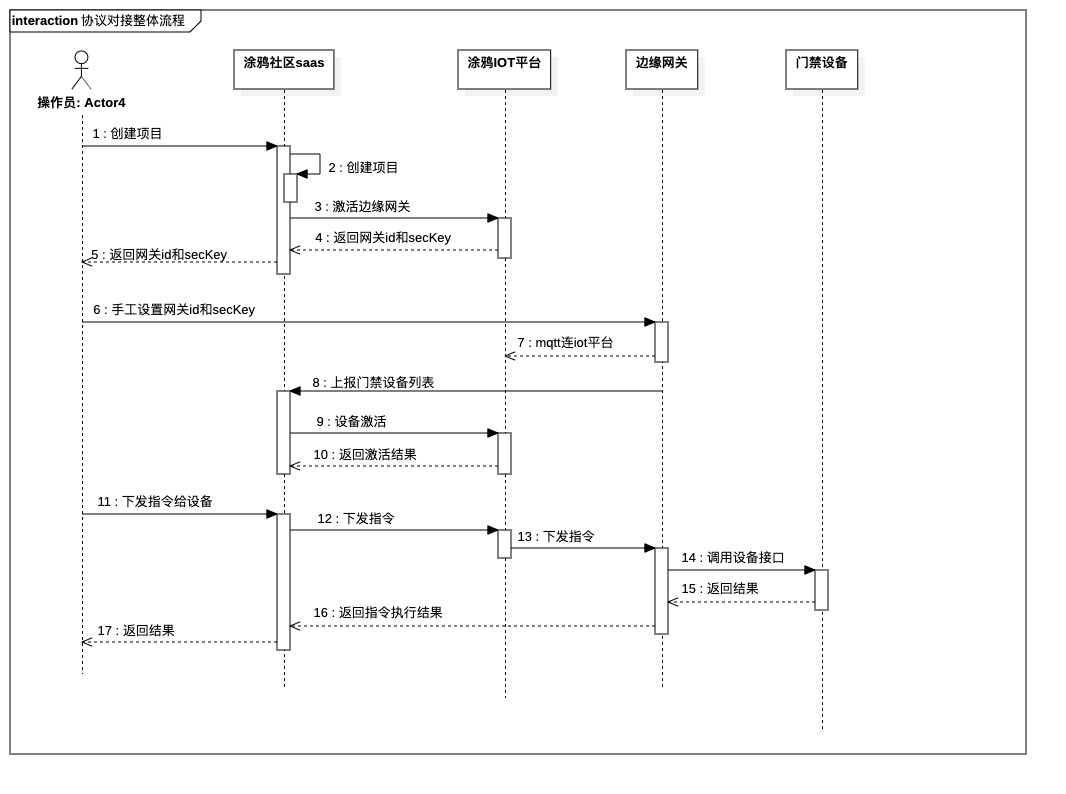 interaction 协议对接整体流程
涂鸦社区saas
涂鸦IOT平台
边缘网关
门禁设备
操作员: Actor4
1 : 创建项目
2 : 创建项目
3 : 激活边缘网关
4 : 返回网关id和secKey
5 : 返回网关id和secKey
6 : 手工设置网关id和secKey
7 : mqtt连iot平台
8 : 上报门禁设备列表
9 : 设备激活
10 : 返回激活结果
11 : 下发指令给设备
12 : 下发指令
13 : 下发指令
14 : 调用设备接口
15 : 返回结果
16 : 返回指令执行结果
17 : 返回结果